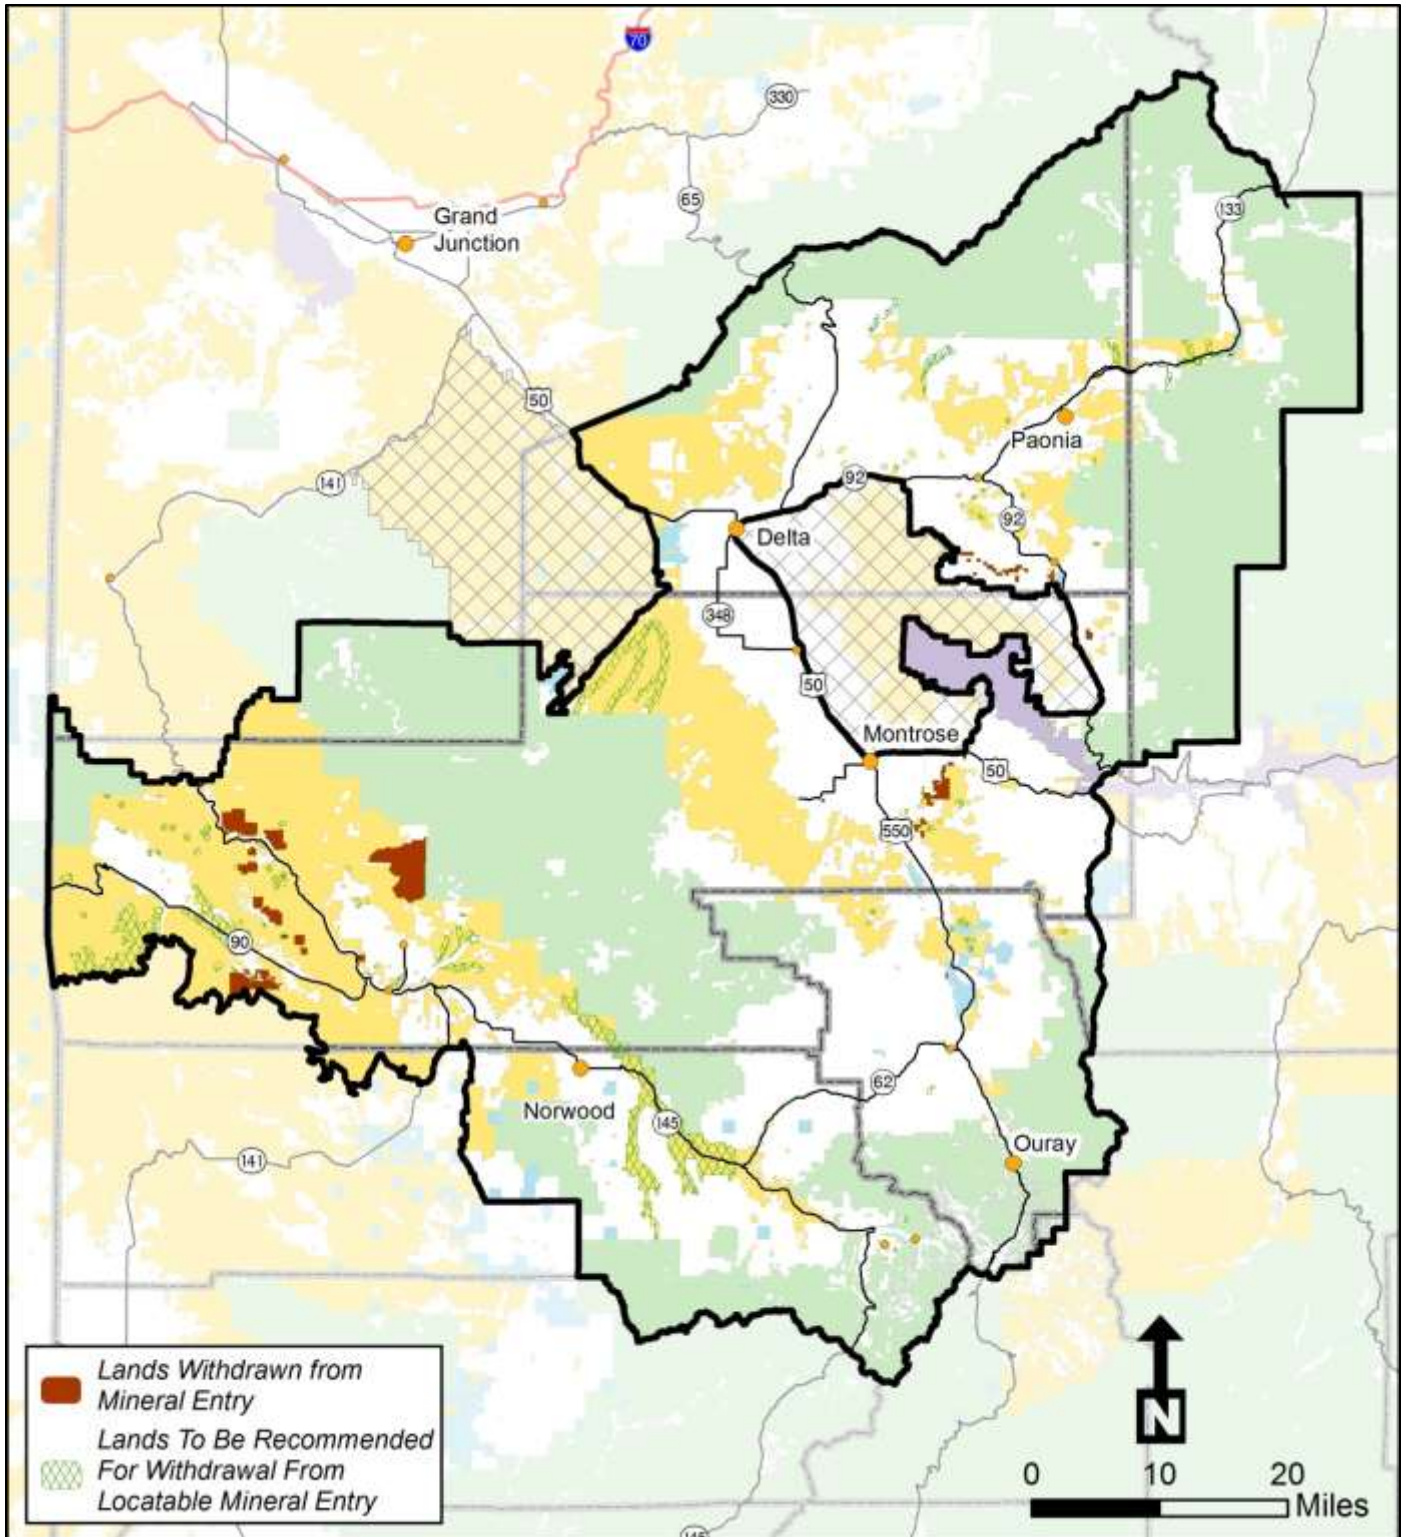 70
330
65
133
Grand
Junction
50
141
Paonia
92
92
Delta
348
50
Montrose
50
550
90
62
Norwood
145
Ouray
141
Lands Withdrawn from
Mineral Entry
Lands To Be Recommended
For Withdrawal From
Locatable Mineral Entry
N
0 10 20
Miles
145